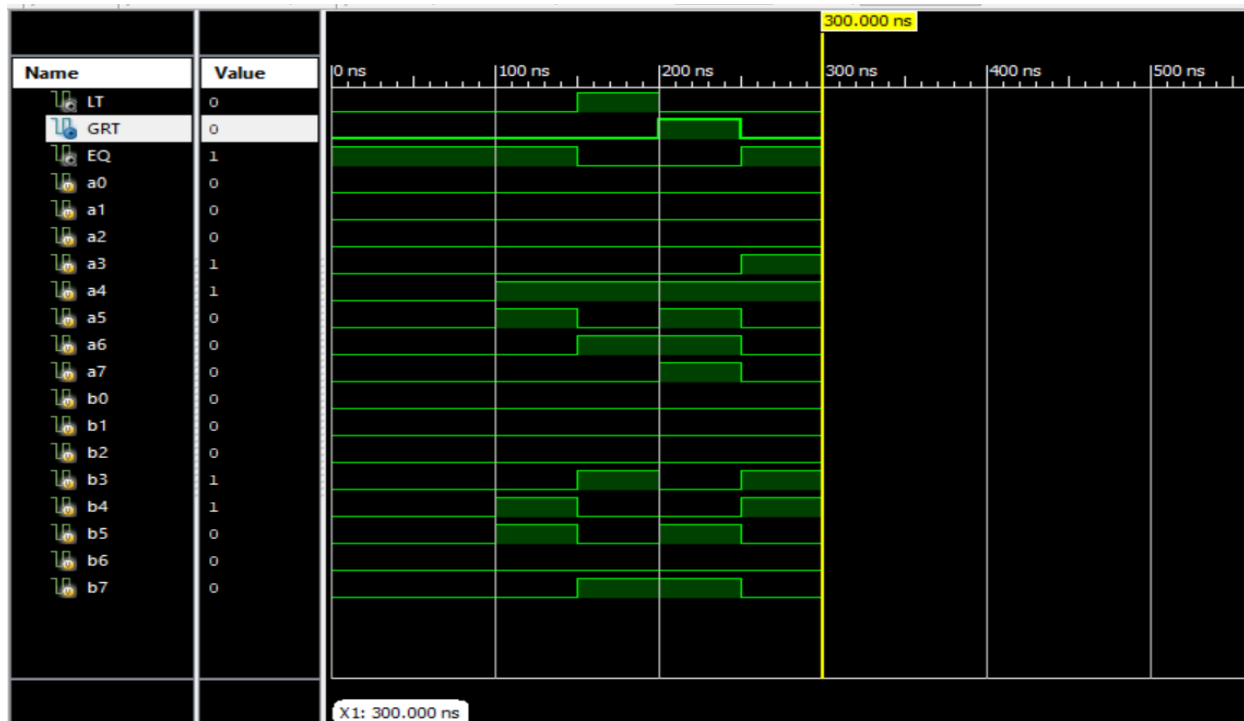 300.000 ns
Name Value
0 ns 100 ns 200 ns 300 ns 400 ns 500 ns
LT 0
GRT 0
EQ 1
a0 0
a1 0
a2 0
a3 1
a4 1
a5 0
a6 0
a7 0
b0 0
b1 0
b2 0
b3 1
b4 1
b5 0
b6 0
b7 0
X1: 300.000 ns